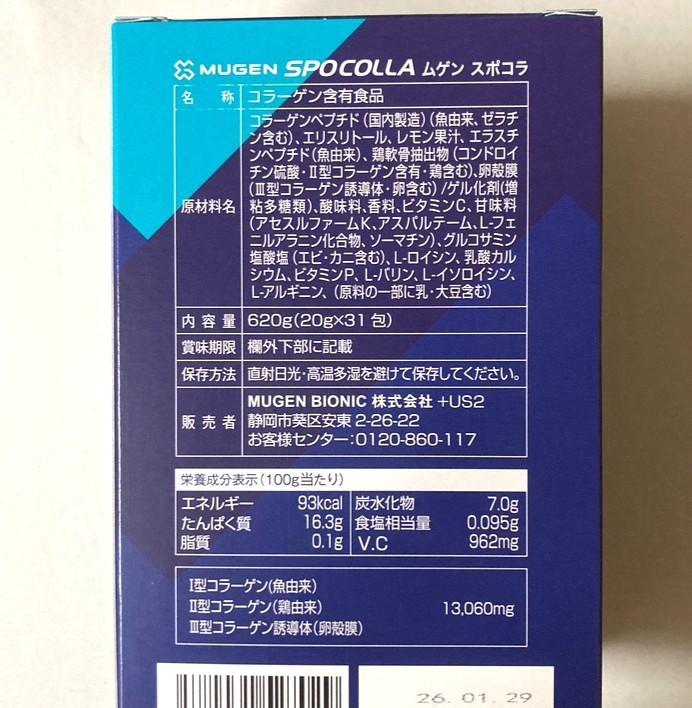 MUGEN SPOCOLLA ムゲン スポコラ
名 称 コラーゲン含有食品
原材料名 コラーゲンペプチド(国内製造)(魚由来、ゼラチ
ン含む)、エリスリトール、レモン果汁、エラスチ
ンペプチド(魚由来)、鶏軟骨抽出物(コンドロイ
チン硫酸・Ⅱ型コラーゲン含有・鶏含む)、卵殻膜
(Ⅲ型コラーゲン誘導体・卵含む)/ゲル化剤(増
粘多糖類)、酸味料、香料、ビタミンC、甘味料
(アセスルファームK、アスパルテーム、L-フェ
ニルアラニン化合物、ソーマチン)、グルコサミン
塩酸塩(エビ・カニ含む)、L-ロイシン、乳酸カル
シウム、ビタミンP、L-バリン、L-イソロイシン、
L-アルギニン、(原料の一部に乳・大豆含む)
内容量 620g(20g×31包)
賞味期限 欄外下部に記載
保存方法 直射日光・高温多湿を避けて保存してください。
販売者 MUGEN BIONIC 株式会社 +US2
静岡市葵区安東 2-26-22
お客様センター:0120-860-117
栄養成分表示(100g当たり)
エネルギー 93kcal 炭水化物 7.0g
たんぱく質 16.3g 食塩相当量 0.095g
脂質 0.1g V.C 962mg
Ⅰ型コラーゲン(魚由来)
Ⅱ型コラーゲン(鶏由来) 13,060mg
Ⅲ型コラーゲン誘導体(卵殻膜)
26. 01. 29